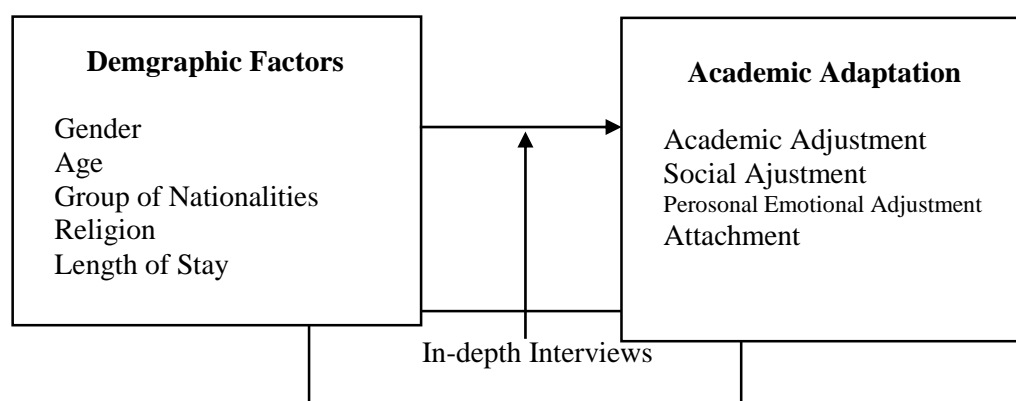 Demgraphic Factors
Gender
Age
Group of Nationalities
Religion
Length of Stay
Academic Adaptation
Academic Adjustment
Social Ajustment
Perosonal Emotional Adjustment
Attachment
In-depth Interviews